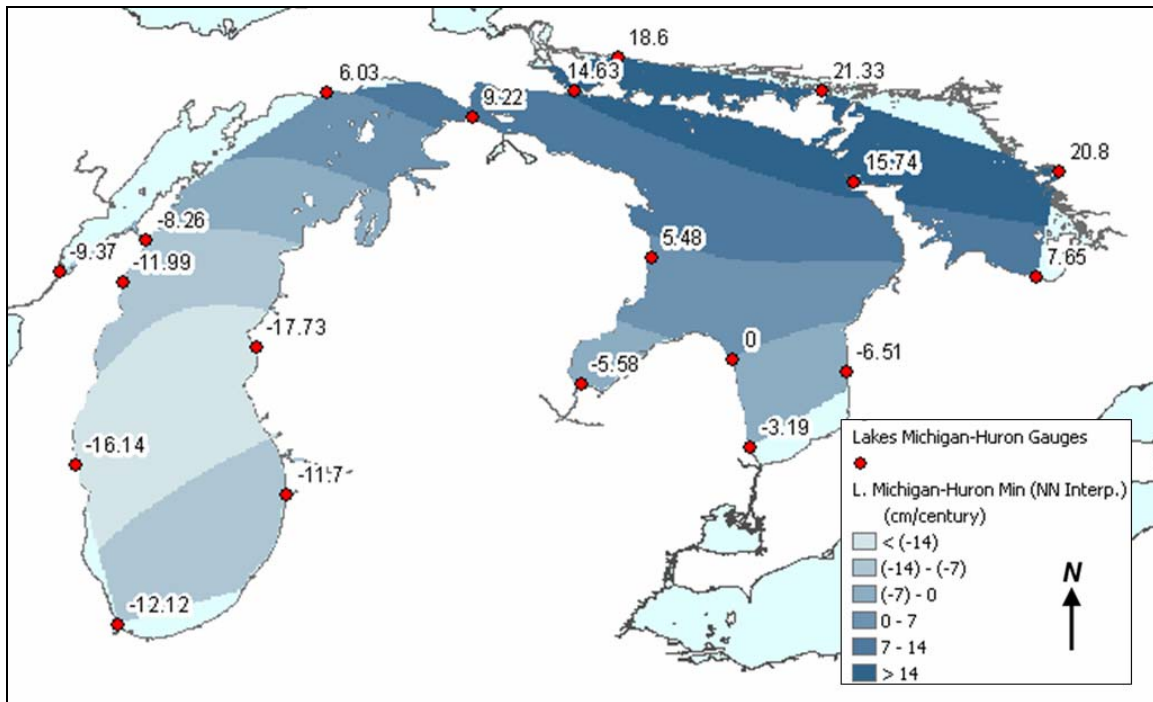 18.6
6.03
14.63
21.33
9.22
20.8
15.74
-8.26
5.48
-9.37
7.65
-11.99
-17.73
0
-5.58
-6.51
-3.19
-16.14
-11.7
-12.12
Lakes Michigan-Huron Gauges
L. Michigan-Huron Min (NN Interp.)
(cm/century)
< (-14)
(-14) - (-7)
(-7) - 0
0 - 7
7 - 14
> 14
N